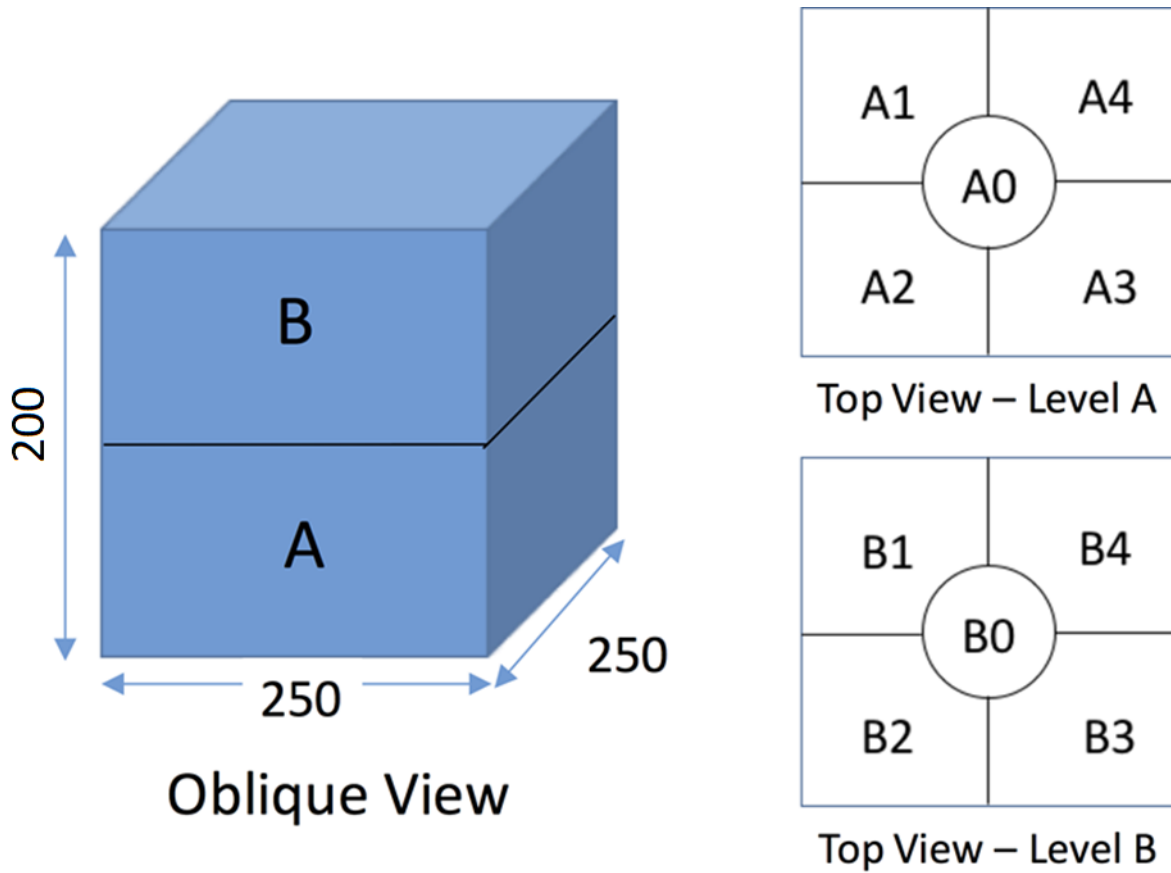 B
200
A
250
250
Oblique View
A1
A4
A0
A2
A3
Top View – Level A
B1
B4
B0
B2
B3
Top View – Level B